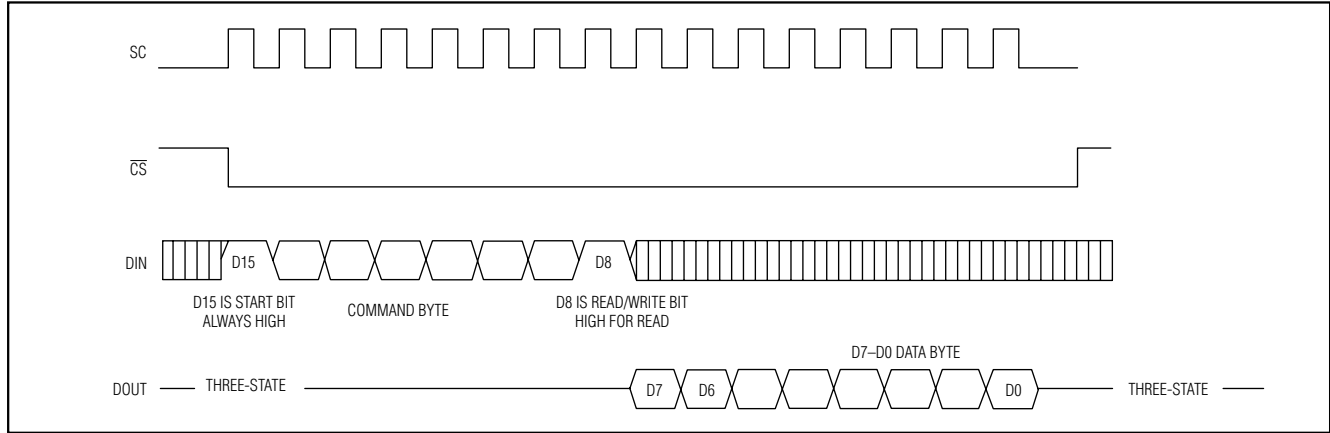 SC
CS
DIN
D15
D8
D15 IS START BIT
ALWAYS HIGH
COMMAND BYTE
D8 IS READ/WRITE BIT
HIGH FOR READ
D7–D0 DATA BYTE
DOUT
THREE-STATE
D7
D6
D0
THREE-STATE